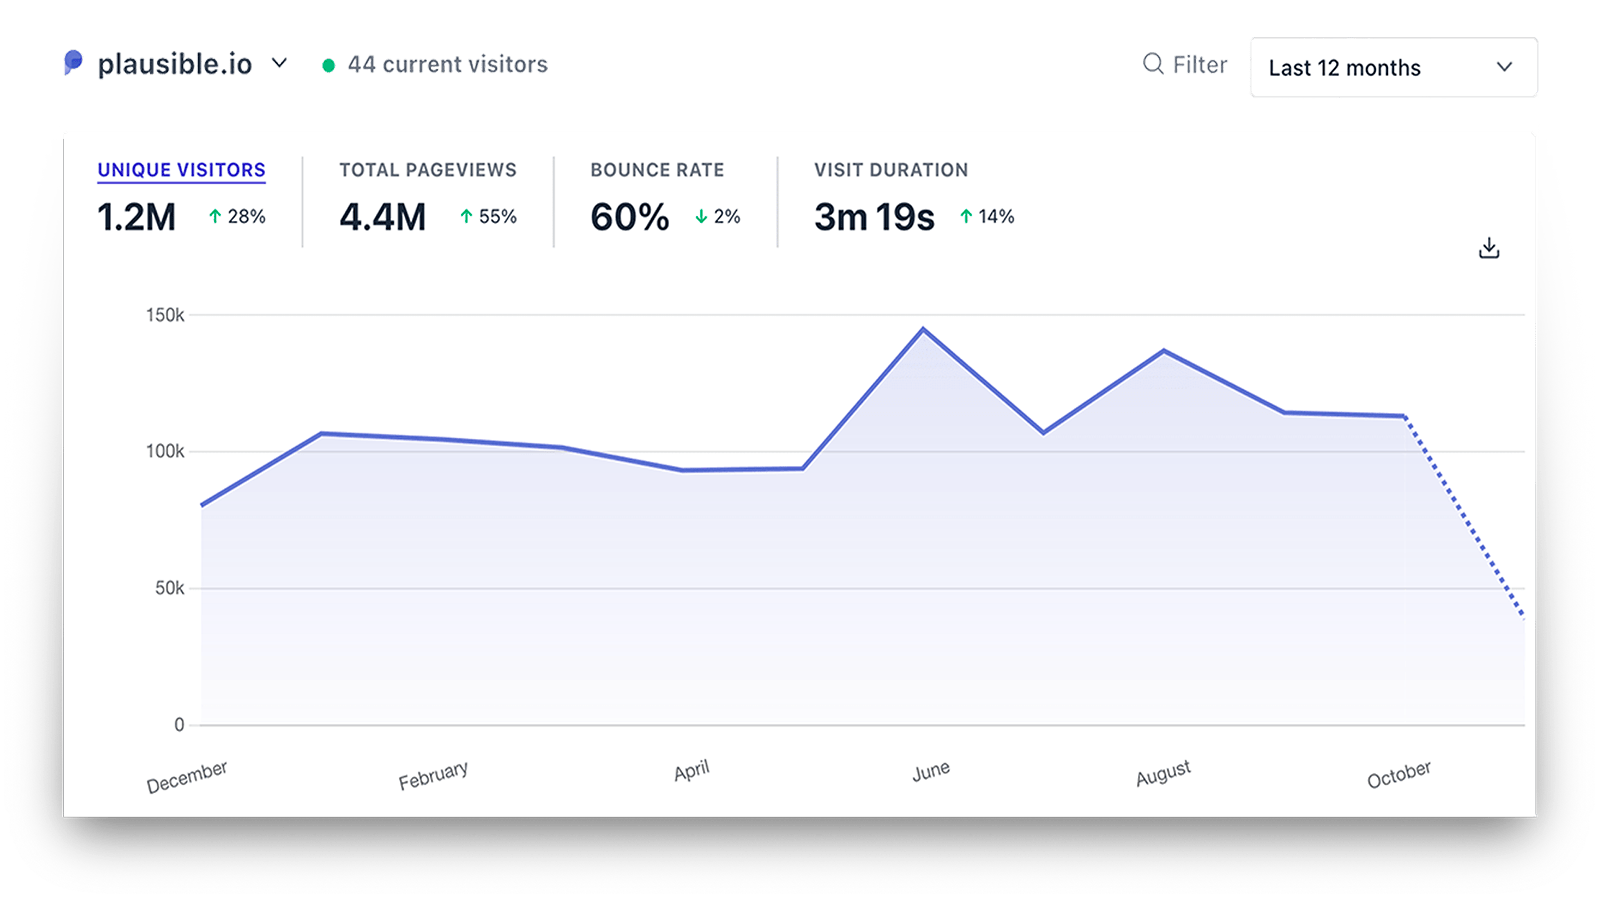 plausible.io
44 current visitors
Filter
Last 12 months
UNIQUE VISITORS
1.2M 28%
TOTAL PAGEVIEWS
4.4M 55%
BOUNCE RATE
60% 2%
VISIT DURATION
3m 19s 14%
150k
100k
50k
0
December
February
April
June
August
October